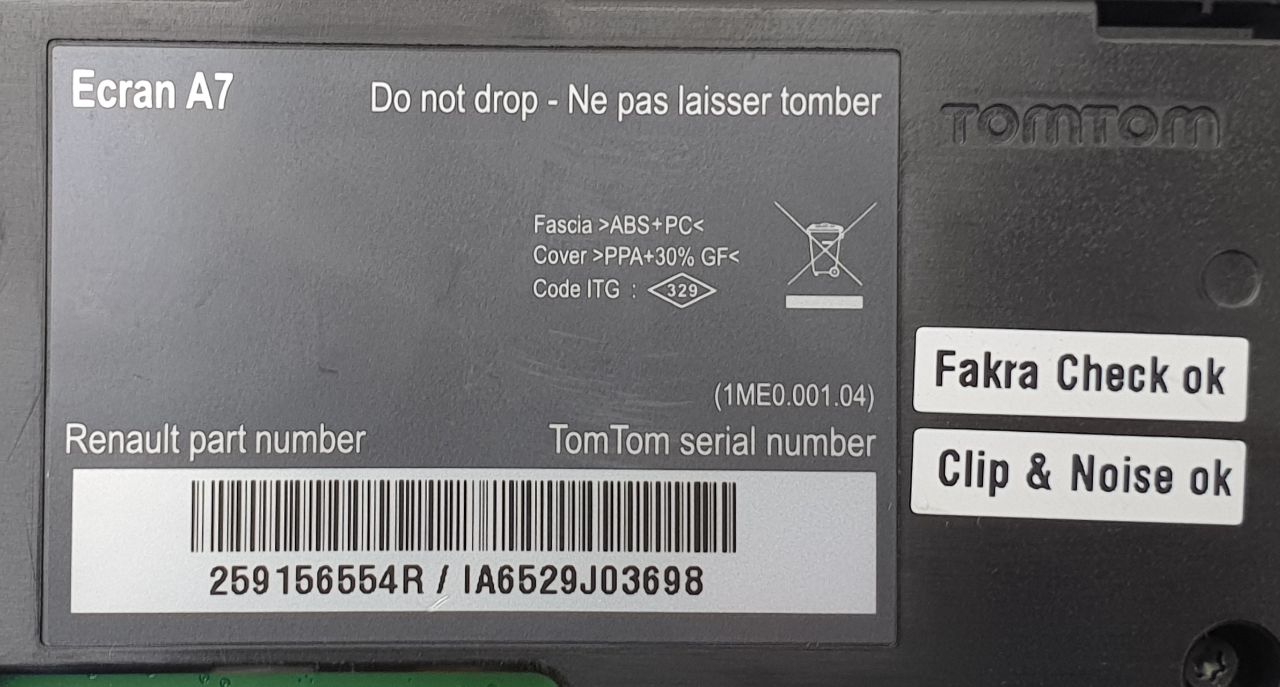 Ecran A7
Do not drop - Ne pas laisser tomber
TOMTOM
Fascia >ABS+PC<
Cover >PPA+30% GF<
Code ITG : 329
Fakra Check ok
(1ME0.001.04)
Renault part number
TomTom serial number
Clip & Noise ok
259156554R / IA6529J03698